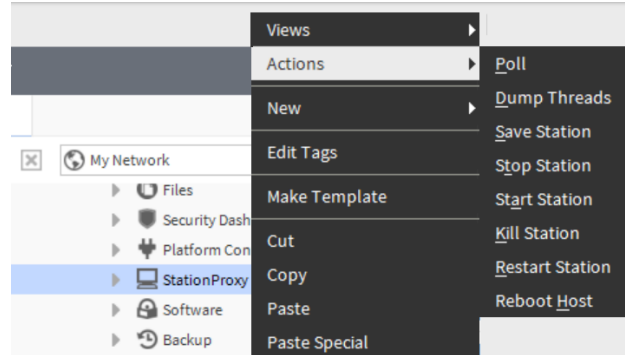 Views
Actions
New
Edit Tags
Make Template
Cut
Copy
Paste
Paste Special
Poll
Dump Threads
Save Station
Stop Station
Start Station
Kill Station
Restart Station
Reboot Host
My Network
Files
Security Dash
Platform Con
StationProxy
Software
Backup